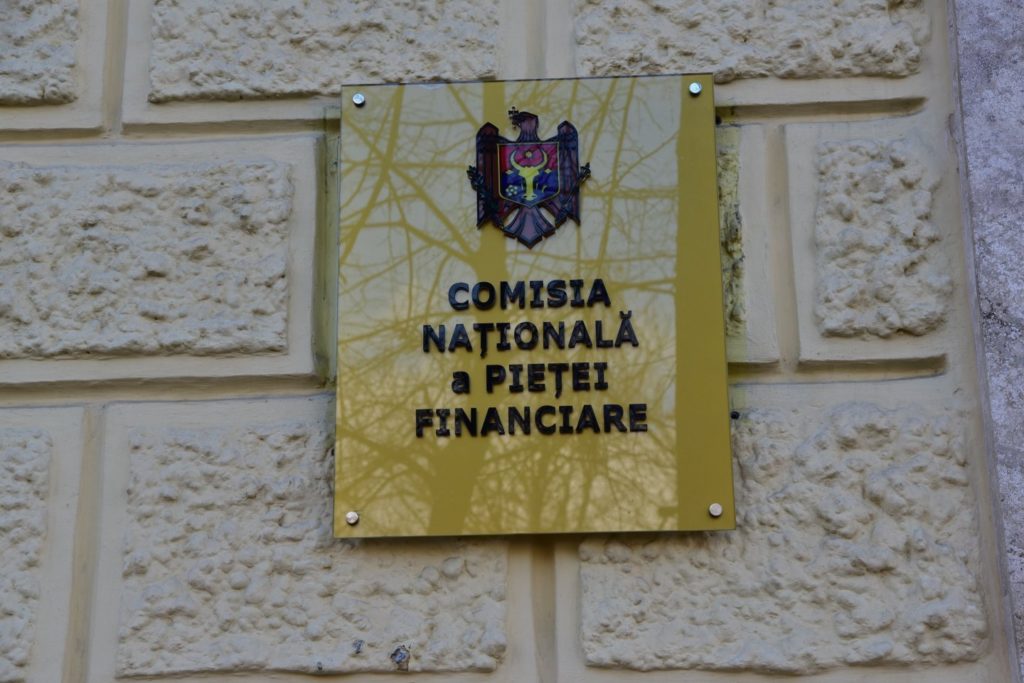 COMISIA
NAȚIONALĂ
a PIEȚEI
FINANCIARE